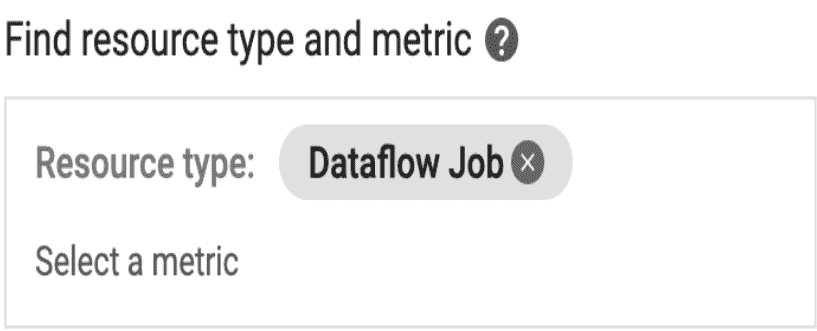 Find resource type and metric ?
Resource type: Dataflow Job
Select a metric